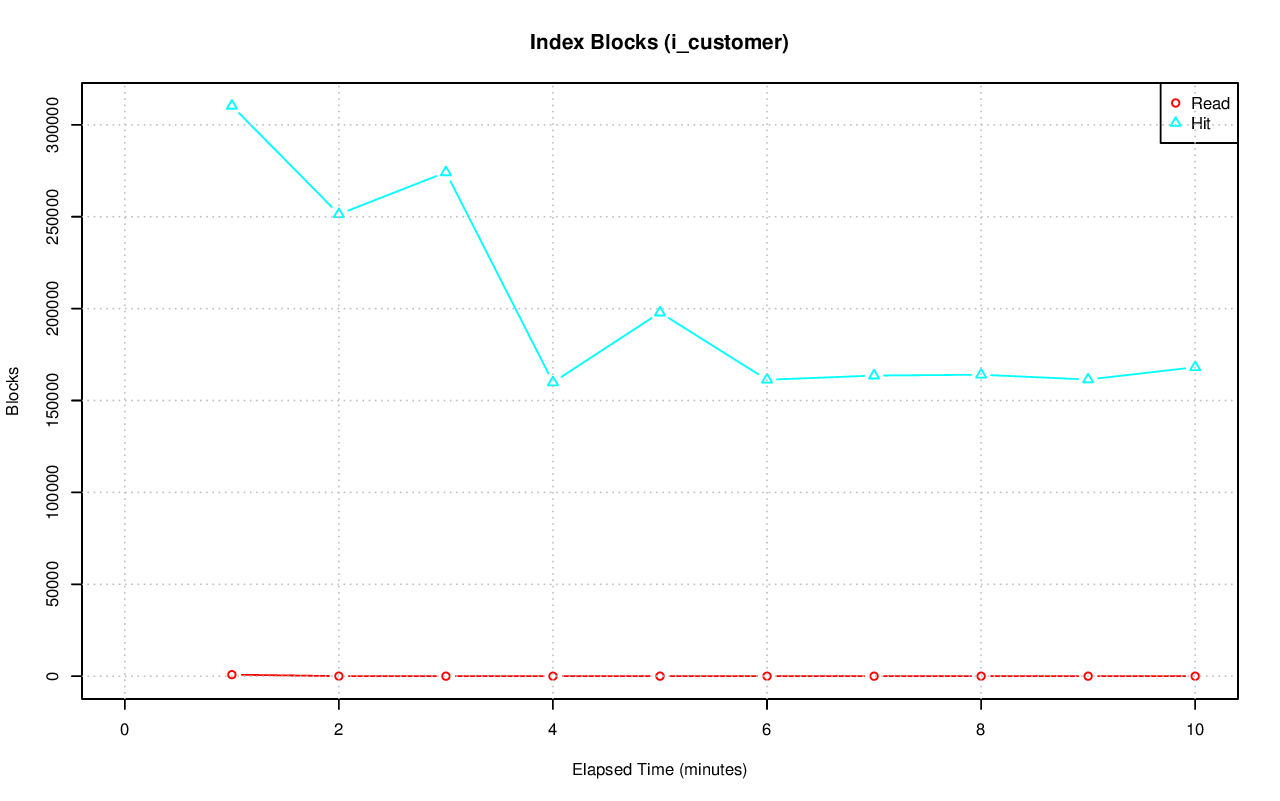 Index Blocks (i_customer)
Read
Hit
300000
250000
200000
150000
100000
50000
0
Blocks
0 2 4 6 8 10
Elapsed Time (minutes)